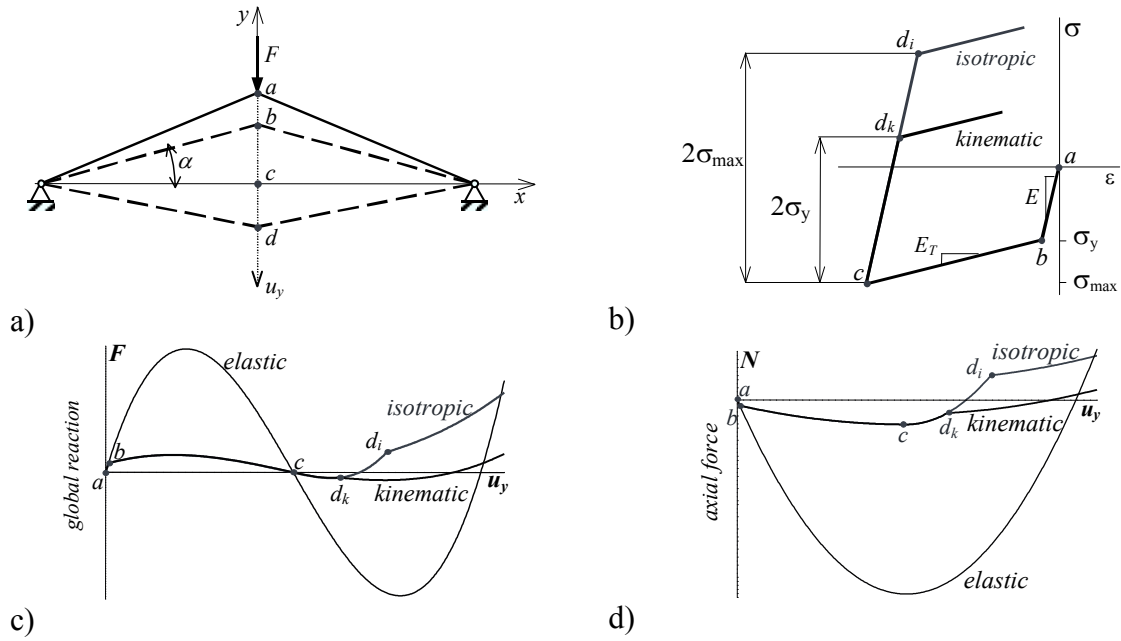 y
F
a
b
α
c
x
d
u_y
a)
σ
d_i
isotropic
d_k
kinematic
2σ_max
a
ε
E
2σ_y
E_T
σ_y
b
c
σ_max
b)
F
elastic
isotropic
global reaction
d_i
b
c
a
u_y
d_k
kinematic
c)
N
isotropic
d_i
a
b
u_y
c
d_k
kinematic
axial force
elastic
d)